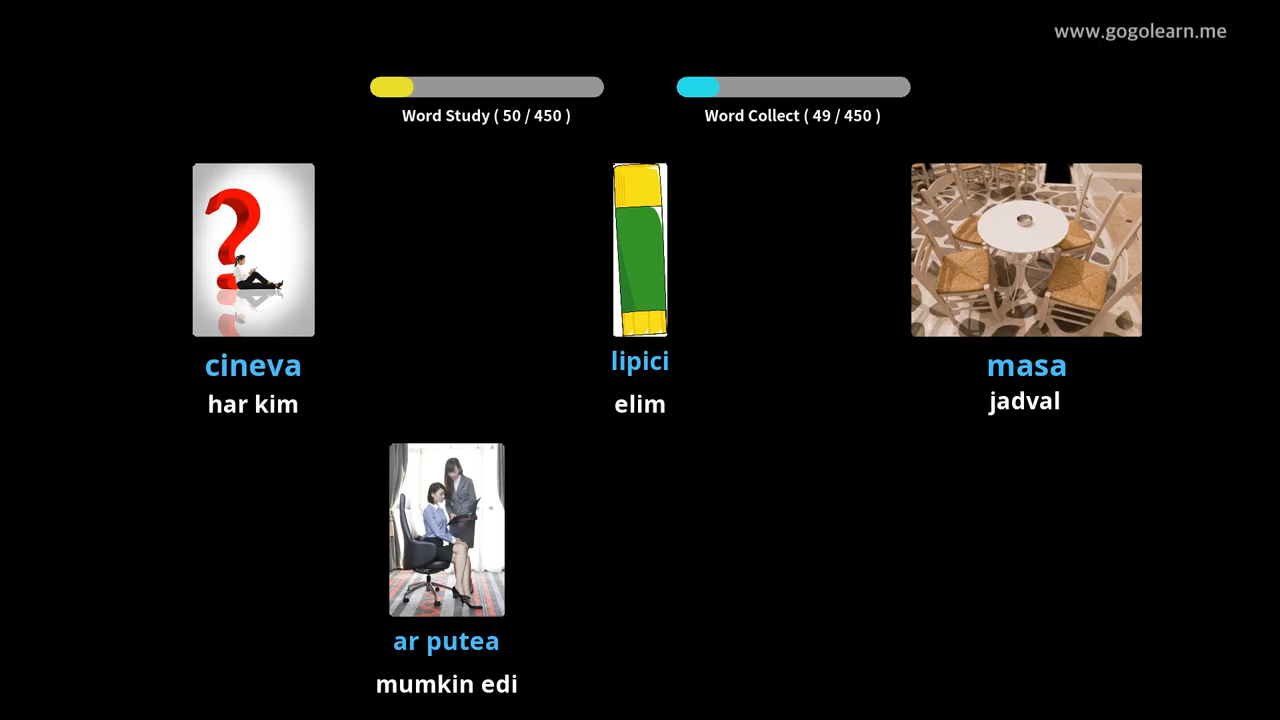 www.gogolearn.me
Word Study ( 50 / 450 )
Word Collect ( 49 / 450 )
cineva
har kim
lipici
elim
masa
jadval
ar putea
mumkin edi